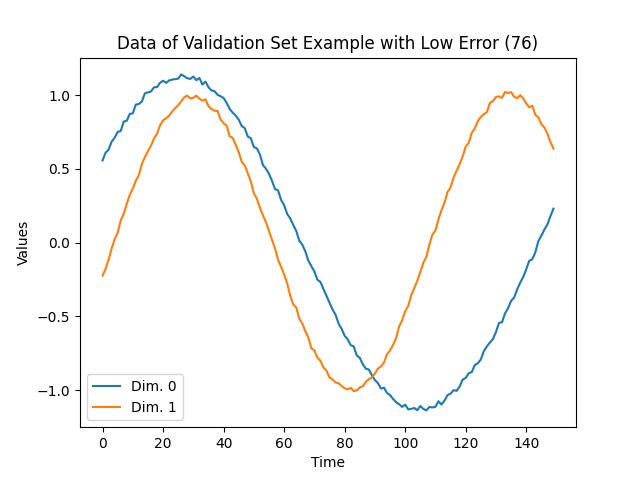 Data of Validation Set Example with Low Error (76)
Values
1.0
0.5
0.0
−0.5
−1.0
Dim. 0
Dim. 1
0 20 40 60 80 100 120 140
Time